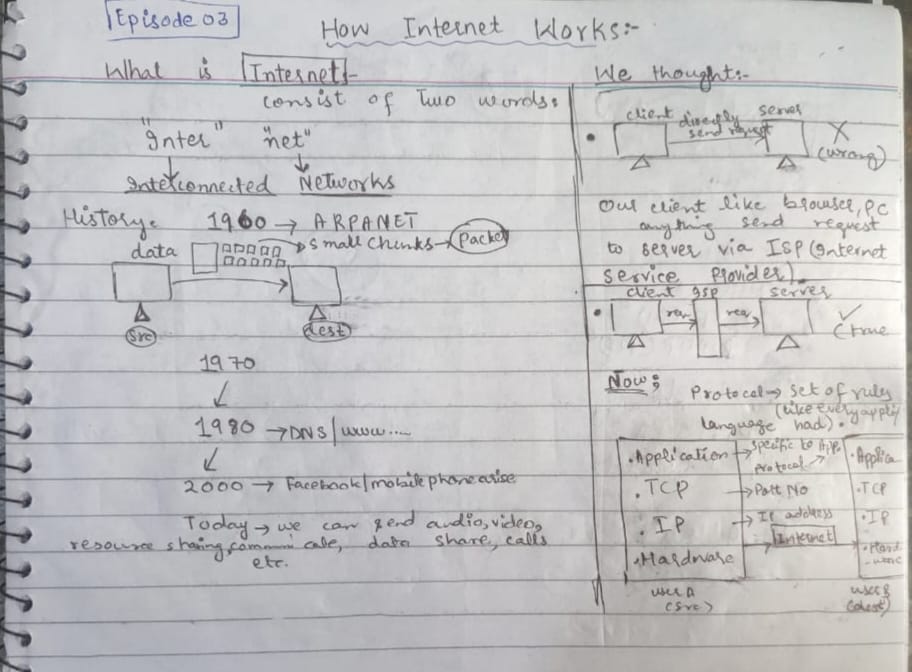 Episode 03
How Internet Works:-
What is Internet:-
consist of Two words:
"Inter" "net"
Interconnected Networks
History: 1960 → ARPANET
data → small chunks → Packet
src dest
1970
1980 → DNS / www....
2000 → Facebook/mobile phone arise
Today → we can send audio, video,
resource sharing, data share, calls
etc.
We thought:-
client directly server
send request
X
(wrong)
Our client like browser, PC
anything send request
to server via ISP (Internet
service Provider).
client ISP server
req req
(true
Now:
Protocol → set of rules
(like every
language had).
Application → specific to App Applica
protocol
TCP → Port No TCP
IP → IP address IP
Internet
Hardware → Hard
-ware
user A user B
(src) (dest)